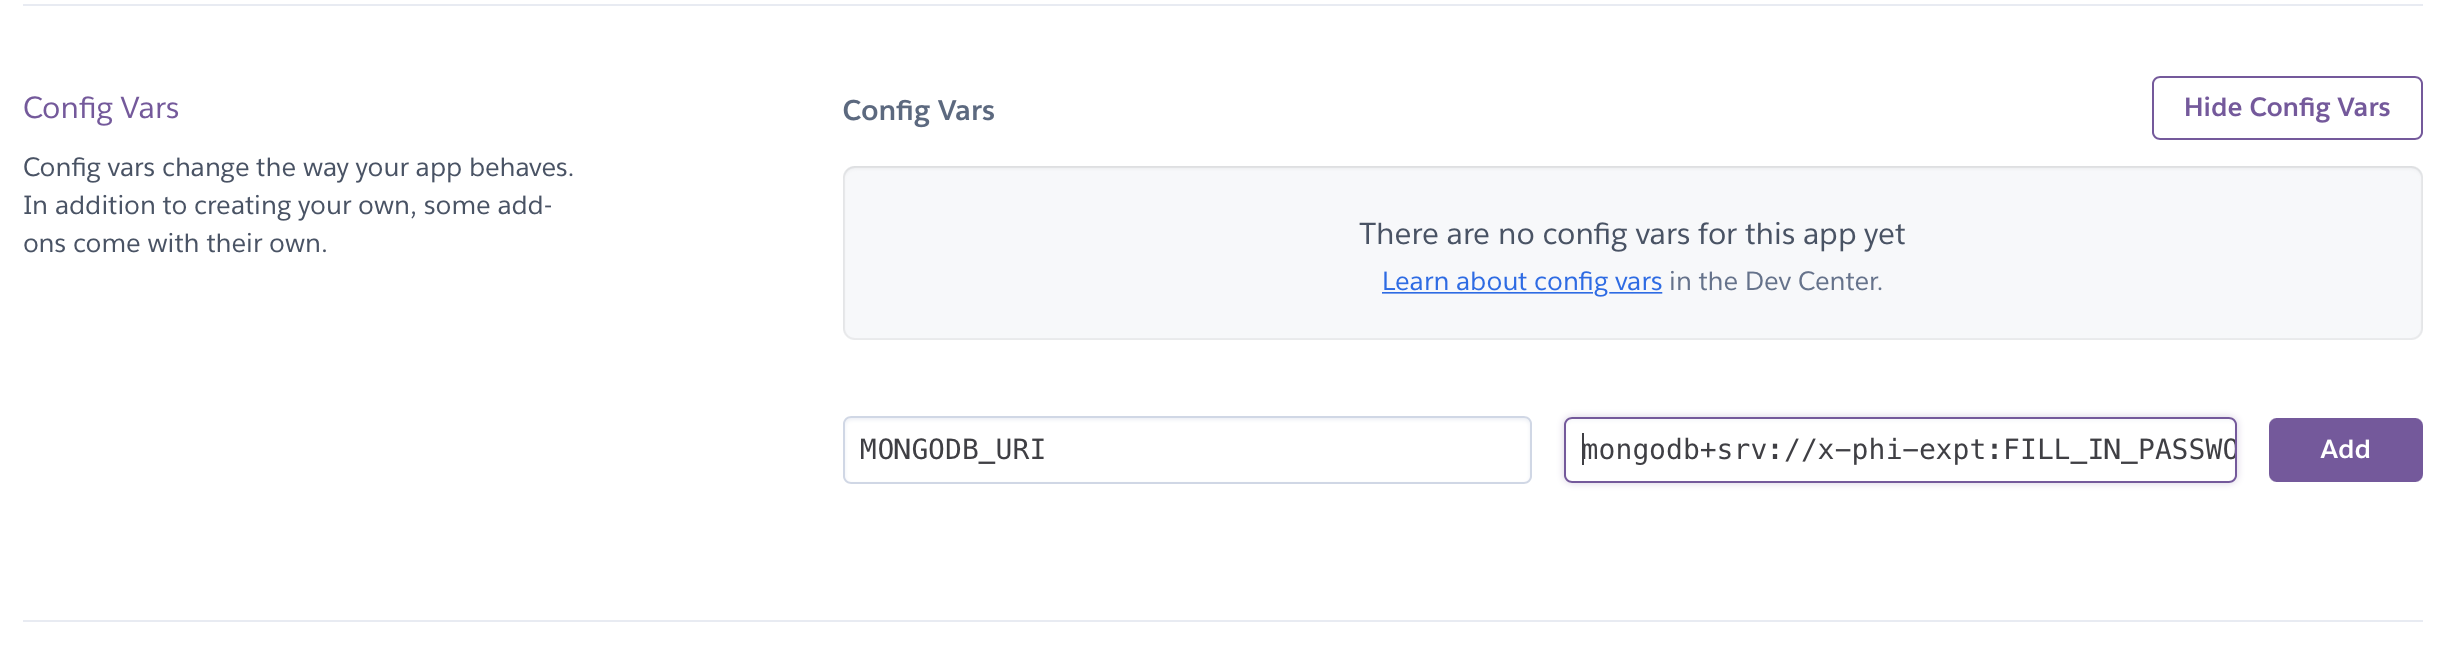 Config Vars
Config vars change the way your app behaves.
In addition to creating your own, some add-
ons come with their own.
Config Vars
Hide Config Vars
There are no config vars for this app yet
Learn about config vars in the Dev Center.
MONGODB_URI
mongodb+srv://x-phi-expt:FILL_IN_PASSWO
Add